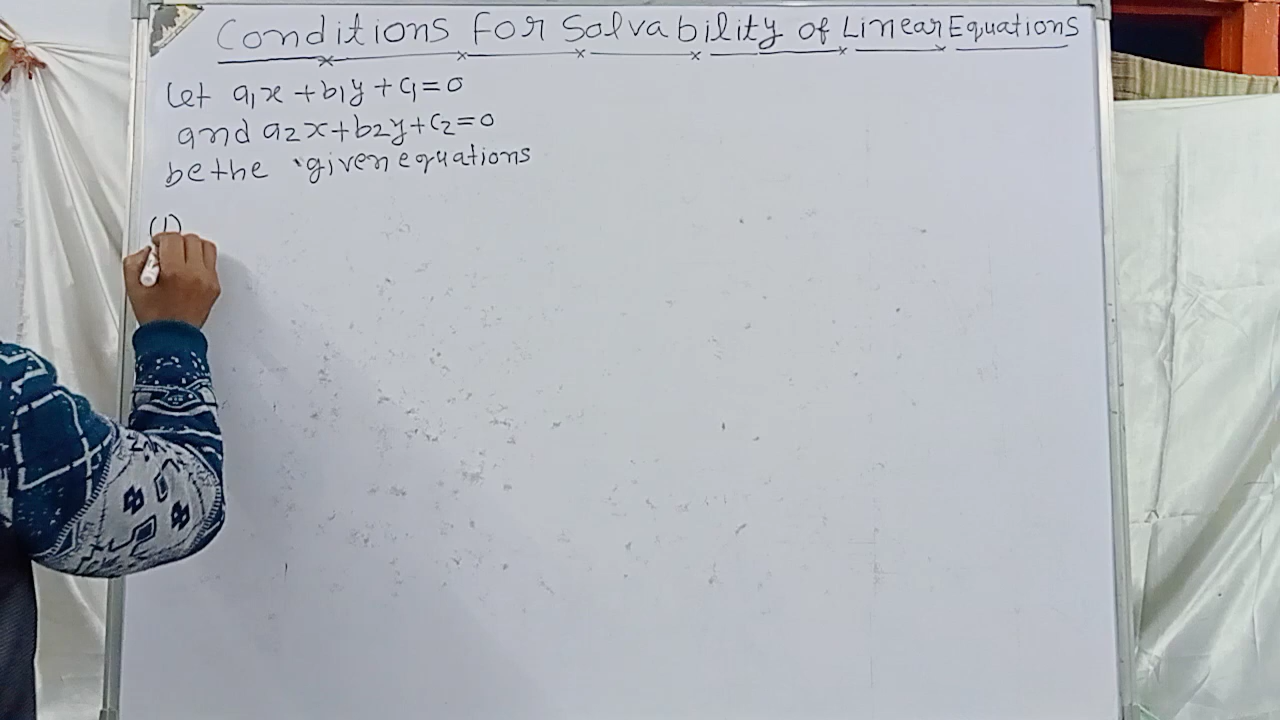 Conditions For Solvability of Linear Equations
Let a₁x + b₁y + c₁ = 0
and a₂x + b₂y + c₂ = 0
be the given equations
(1)